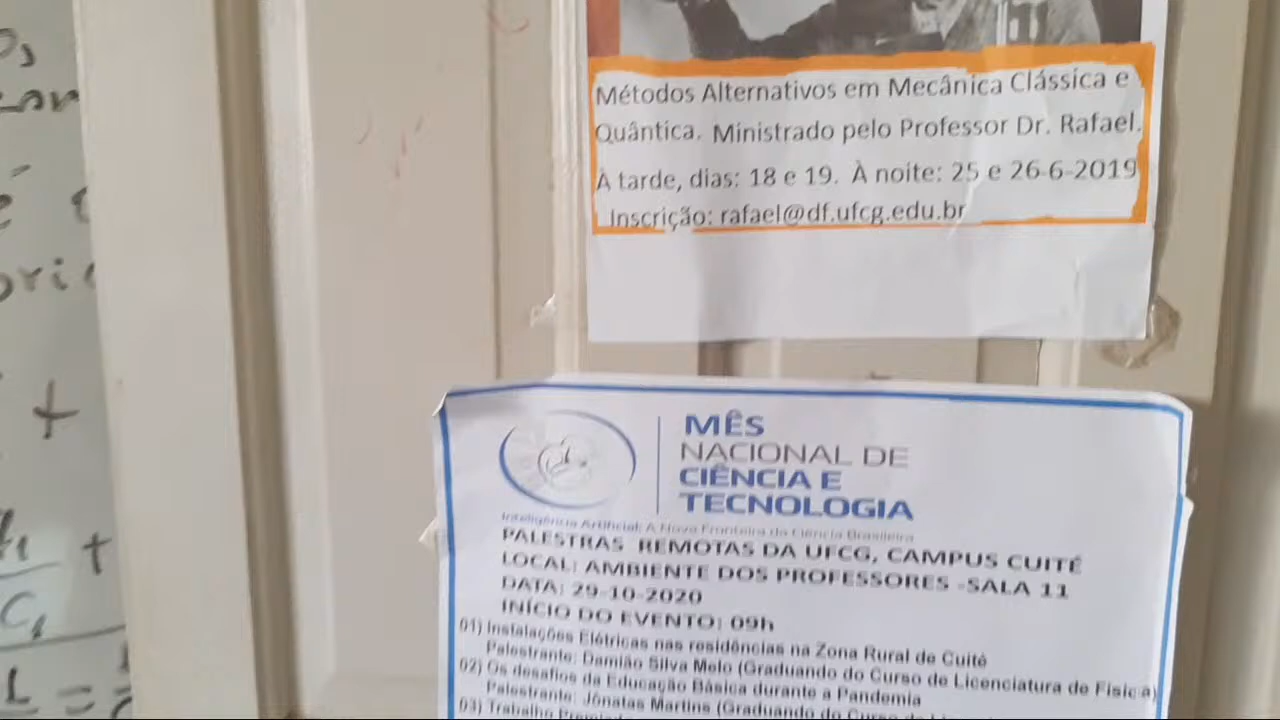 Métodos Alternativos em Mecânica Clássica e
Quântica. Ministrado pelo Professor Dr. Rafael.
À tarde, dias: 18 e 19. À noite: 25 e 26-6-2019
Inscrição: rafael@df.ufcg.edu.br
MÊS
NACIONAL DE
CIÊNCIA E
TECNOLOGIA
Inteligência Artificial: A Nova Fronteira da Ciência Brasileira
PALESTRAS REMOTAS DA UFCG, CAMPUS CUITÉ
LOCAL: AMBIENTE DOS PROFESSORES -SALA 11
DATA: 29-10-2020
INÍCIO DO EVENTO: 09h
01) Instalações Elétricas nas residências na Zona Rural de Cuité
Palestrante: Damião Silva Melo (Graduando do Curso de Licenciatura de Física)
02) Os desafios da Educação Básica durante a Pandemia
Palestrante: Jônatas Martins (Graduando do Curso de
03) Trabalho